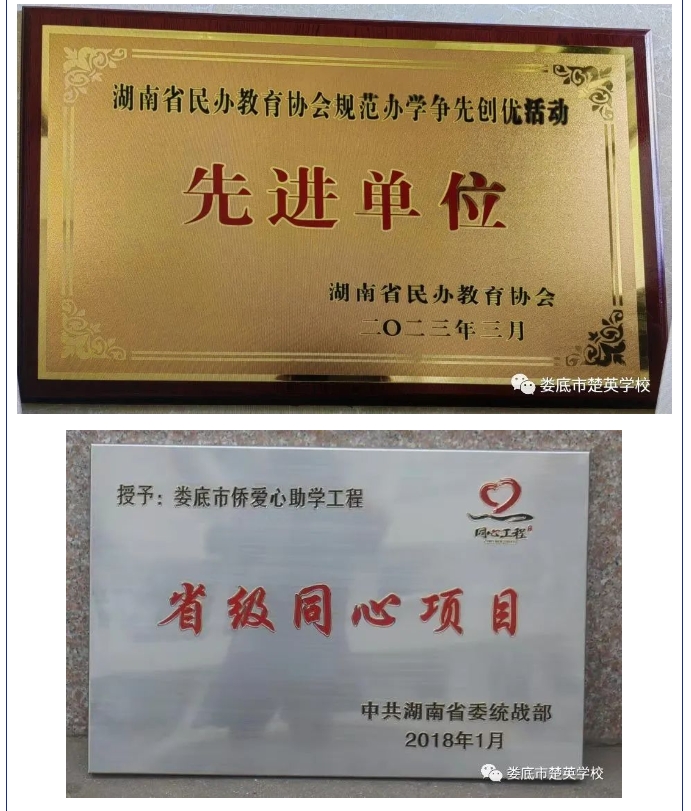 湖南省民办教育协会规范办学争先创优活动
先进单位
湖南省民办教育协会
二〇二三年三月
娄底市楚英学校
授予：娄底市侨爱心助学工程
同心工程
省级同心项目
中共湖南省委统战部
2018年1月
娄底市楚英学校